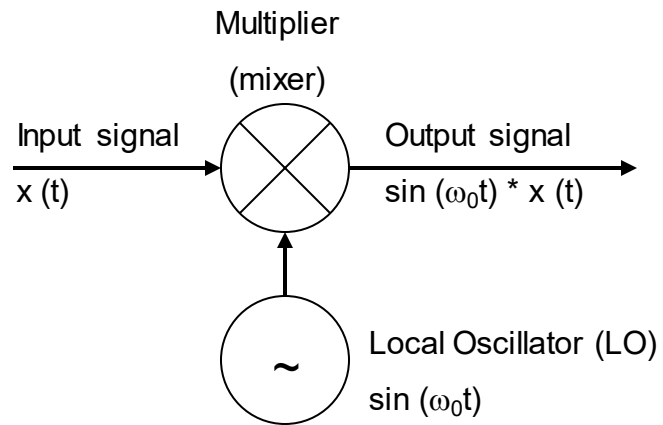 Multiplier
(mixer)
Input signal
x (t)
Output signal
sin (ω₀t) * x (t)
~
Local Oscillator (LO)
sin (ω₀t)